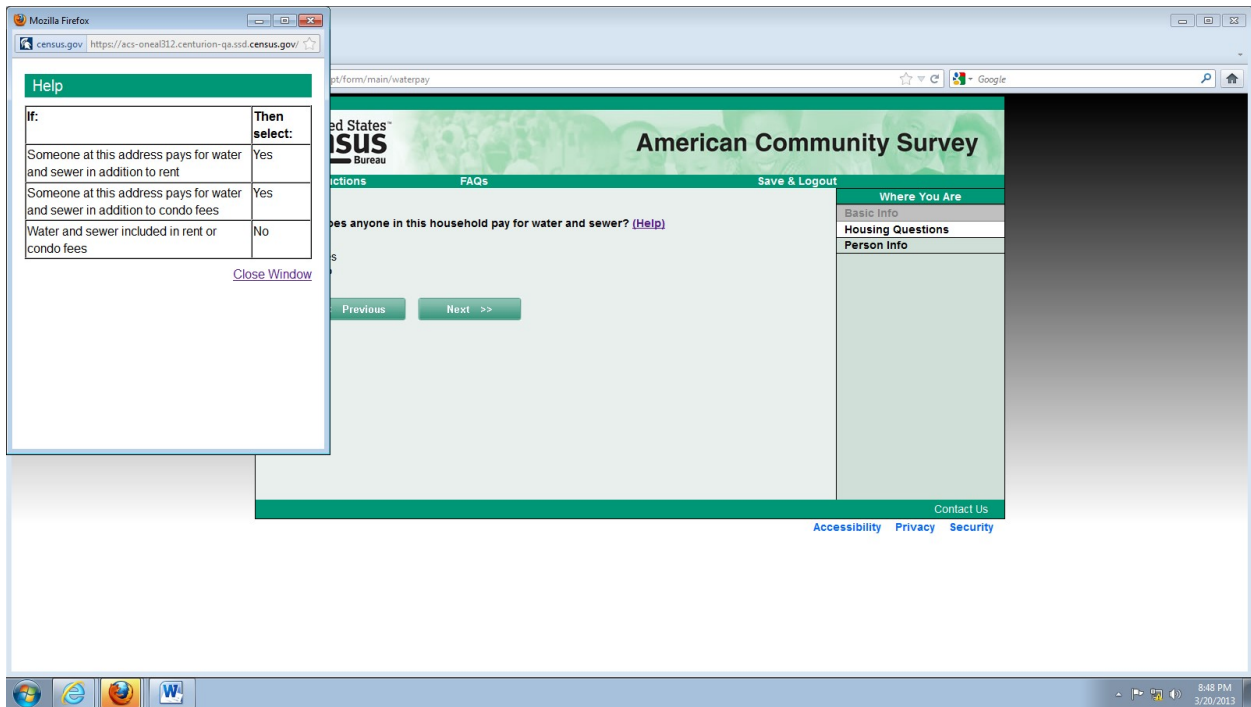 Mozilla Firefox
census.gov https://acs-oneal312.centurion-qa.ssd.census.gov/
Help
If: Then select:
Someone at this address pays for water and sewer in addition to rent Yes
Someone at this address pays for water and sewer in addition to condo fees Yes
Water and sewer included in rent or condo fees No
Close Window
pt/form/main/waterpay
Google
ed States™
sus
Bureau
American Community Survey
ctions FAQs Save & Logout
Where You Are
Basic Info
Housing Questions
Person Info
oes anyone in this household pay for water and sewer? (Help)
s
Previous Next >>
Contact Us
Accessibility Privacy Security
8:48 PM
3/20/2013